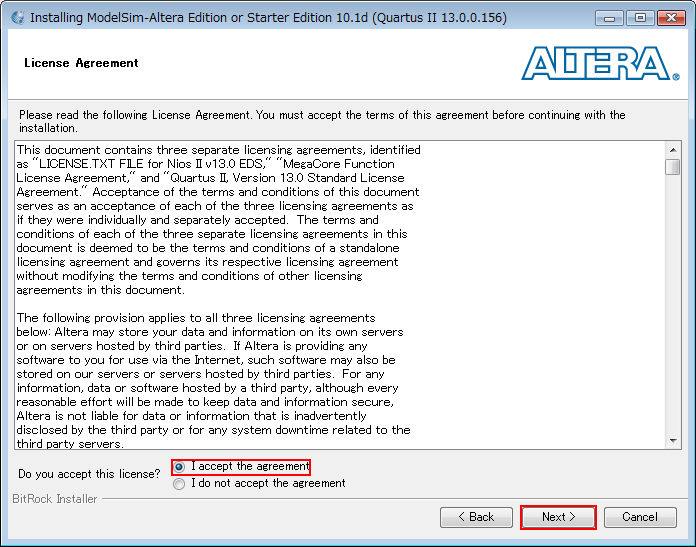 Installing ModelSim-Altera Edition or Starter Edition 10.1d (Quartus II 13.0.0.156)
License Agreement
ALTERA.
Please read the following License Agreement. You must accept the terms of this agreement before continuing with the
installation.
This document contains three separate licensing agreements, identified
as "LICENSE.TXT FILE for Nios II v13.0 EDS," "MegaCore Function
License Agreement," and "Quartus II, Version 13.0 Standard License
Agreement." Acceptance of the terms and conditions of this document
serves as an acceptance of each of the three licensing agreements as
if they were individually and separately accepted.  The terms and
conditions of each of the three separate licensing agreements in this
document is deemed to be the terms and conditions of a standalone
licensing agreement and governs its respective licensing agreement
without modifying the terms and conditions of other licensing
agreements in this document.
The following provision applies to all three licensing agreements
below: Altera may store your data and information on its own servers
or on servers hosted by third parties.  If Altera is providing any
software to you for use via the Internet, such software may also be
stored on our servers or servers hosted by third parties.  For any
information, data or software hosted by a third party, although every
reasonable effort will be made to keep data and information secure,
Altera is not liable for data or information that is inadvertently
disclosed by the third party or for any system downtime related to the
third party servers.
Do you accept this license?
I accept the agreement
I do not accept the agreement
BitRock Installer
< Back
Next >
Cancel